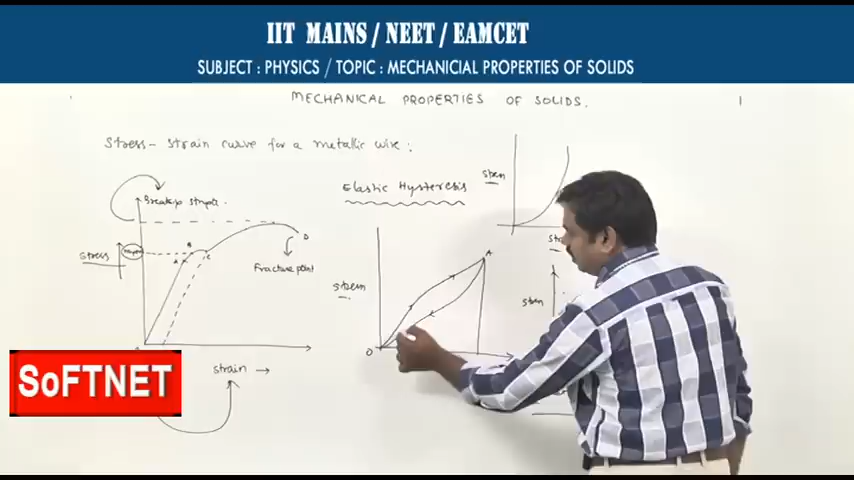 IIT MAINS / NEET / EAMCET
SUBJECT : PHYSICS / TOPIC : MECHANICIAL PROPERTIES OF SOLIDS
MECHANICAL PROPERTIES OF SOLIDS.
1
Stress - strain curve for a metallic wire:
Elastic Hysteresis
B
A
C
D
stress
Fracture point
strain →
A
O
SoFTNET